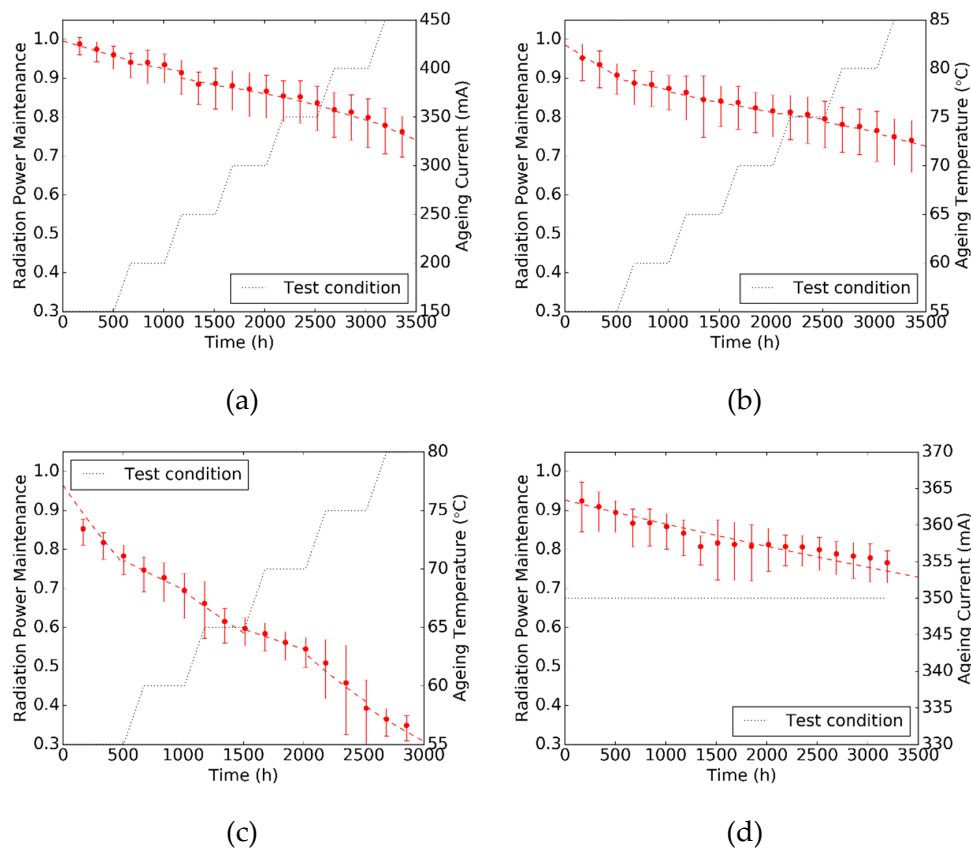 1.0
0.9
0.8
0.7
0.6
0.5
0.4
0.3
Radiation Power Maintenance
0 500 1000 1500 2000 2500 3000 3500
Time (h)
450
400
350
300
250
200
150
Ageing Current (mA)
Test condition
(a)
1.0
0.9
0.8
0.7
0.6
0.5
0.4
0.3
Radiation Power Maintenance
0 500 1000 1500 2000 2500 3000 3500
Time (h)
85
80
75
70
65
60
55
Ageing Temperature (°C)
Test condition
(b)
1.0
0.9
0.8
0.7
0.6
0.5
0.4
0.3
Radiation Power Maintenance
0 500 1000 1500 2000 2500 3000
Time (h)
80
75
70
65
60
55
Ageing Temperature (°C)
Test condition
(c)
1.0
0.9
0.8
0.7
0.6
0.5
0.4
0.3
Radiation Power Maintenance
0 500 1000 1500 2000 2500 3000 3500
Time (h)
370
365
360
355
350
345
340
335
330
Ageing Current (mA)
Test condition
(d)